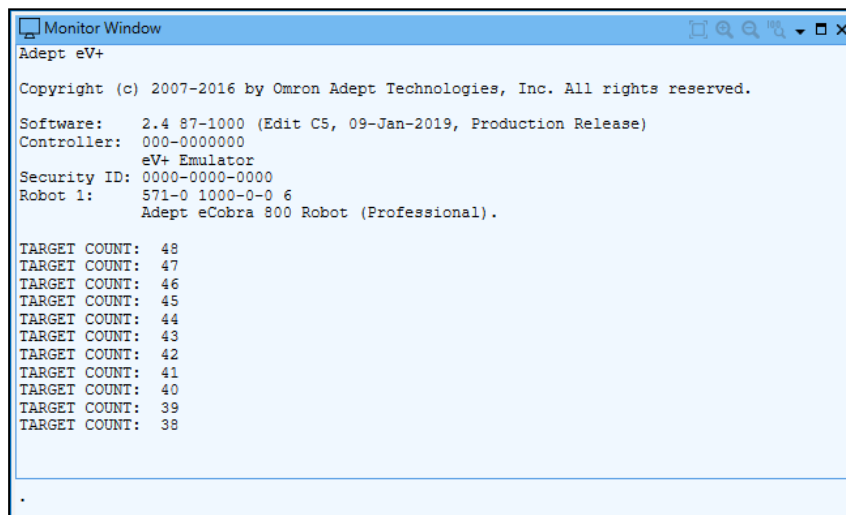 Monitor Window
Adept eV+
Copyright (c) 2007-2016 by Omron Adept Technologies, Inc. All rights reserved.
Software: 2.4 87-1000 (Edit C5, 09-Jan-2019, Production Release)
Controller: 000-0000000
eV+ Emulator
Security ID: 0000-0000-0000
Robot 1: 571-0 1000-0-0 6
Adept eCobra 800 Robot (Professional).
TARGET COUNT: 48
TARGET COUNT: 47
TARGET COUNT: 46
TARGET COUNT: 45
TARGET COUNT: 44
TARGET COUNT: 43
TARGET COUNT: 42
TARGET COUNT: 41
TARGET COUNT: 40
TARGET COUNT: 39
TARGET COUNT: 38
.